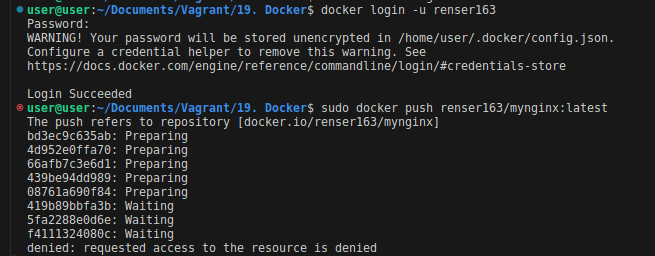 user@user:~/Documents/Vagrant/19. Docker$ docker login -u renser163
Password:
WARNING! Your password will be stored unencrypted in /home/user/.docker/config.json.
Configure a credential helper to remove this warning. See
https://docs.docker.com/engine/reference/commandline/login/#credentials-store

Login Succeeded
user@user:~/Documents/Vagrant/19. Docker$ sudo docker push renser163/mynginx:latest
The push refers to repository [docker.io/renser163/mynginx]
bd3ec9c635ab: Preparing
4d952e0ffa70: Preparing
66afb7c3e6d1: Preparing
439be94dd989: Preparing
08761a690f84: Preparing
419b89bbfa3b: Waiting
5fa2288e0d6e: Waiting
f4111324080c: Waiting
denied: requested access to the resource is denied